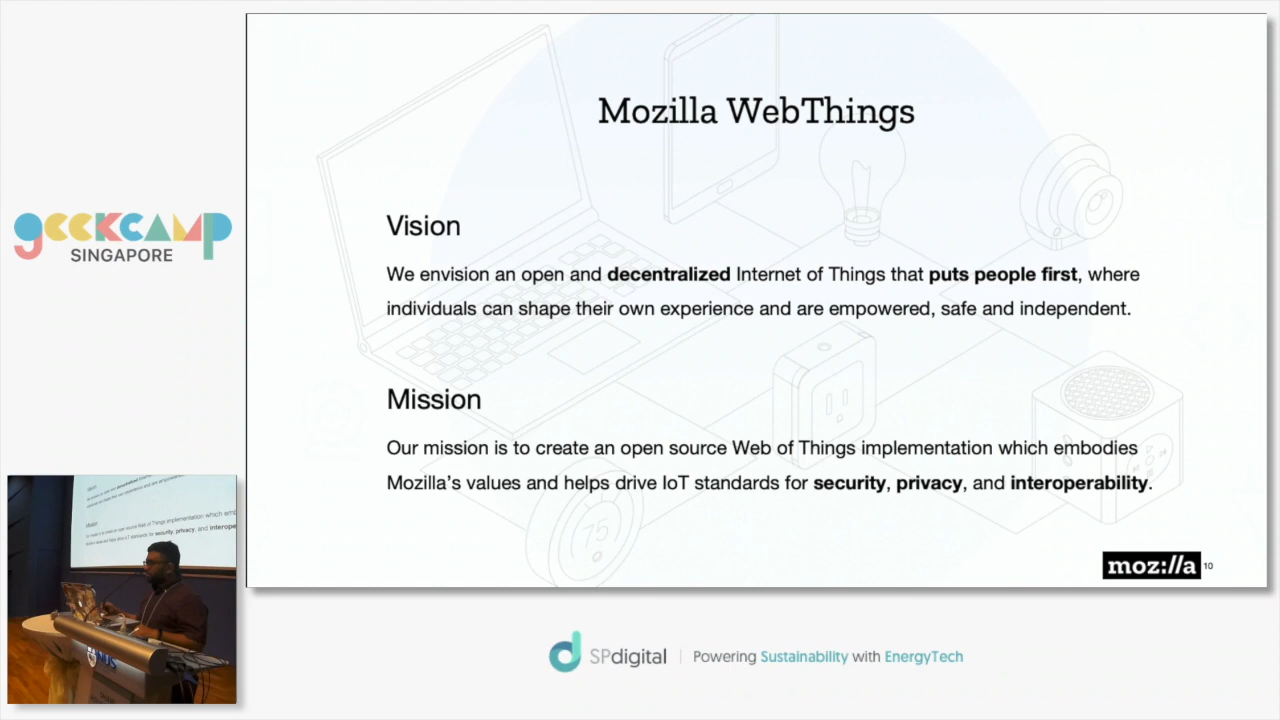 Mozilla WebThings
Vision
We envision an open and decentralized Internet of Things that puts people first, where
individuals can shape their own experience and are empowered, safe and independent.
Mission
Our mission is to create an open source Web of Things implementation which embodies
Mozilla's values and helps drive IoT standards for security, privacy, and interoperability.
moz://a 10
geekcamp
SINGAPORE
Vision
Mission
NUS
SPdigital | Powering Sustainability with EnergyTech